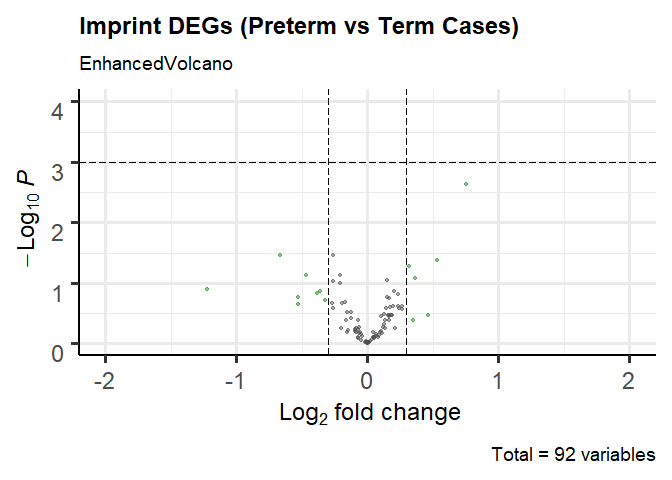 Imprint DEGs (Preterm vs Term Cases)
EnhancedVolcano
4
3
2
1
0
−Log10 P
-2 -1 0 1 2
Log2 fold change
Total = 92 variables